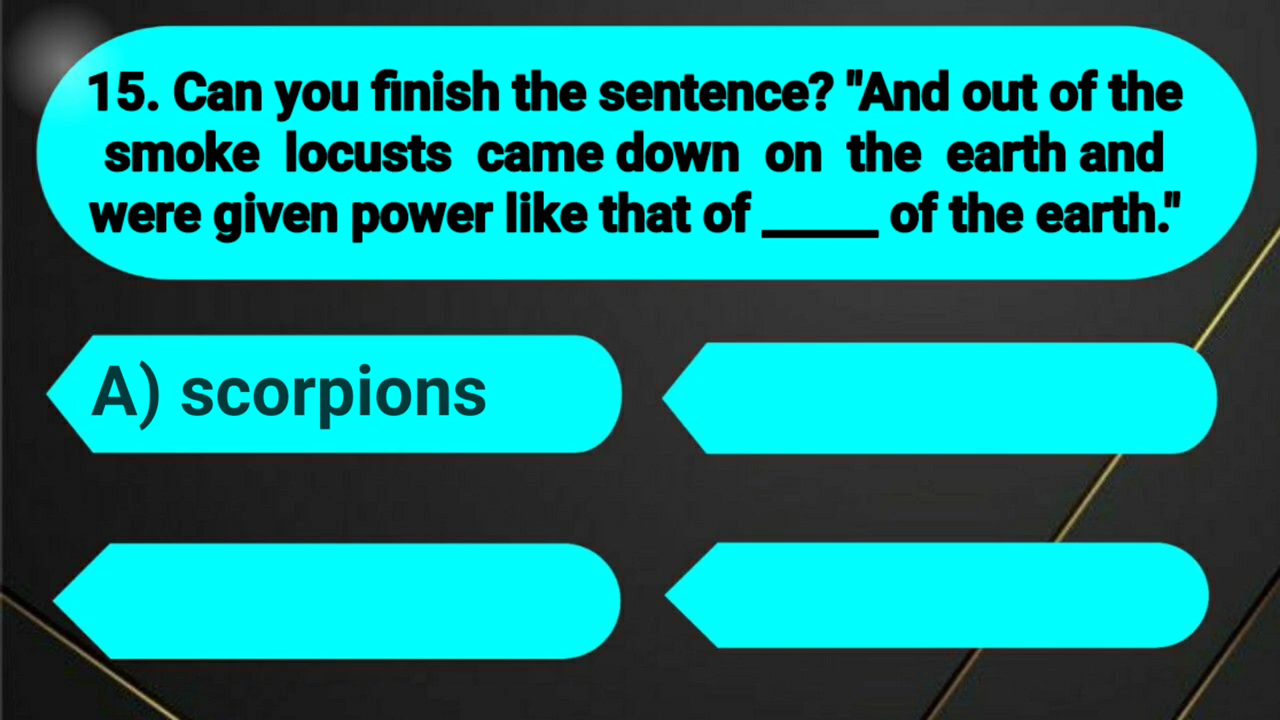 15. Can you finish the sentence? "And out of the
smoke locusts came down on the earth and
were given power like that of _____ of the earth."
A) scorpions